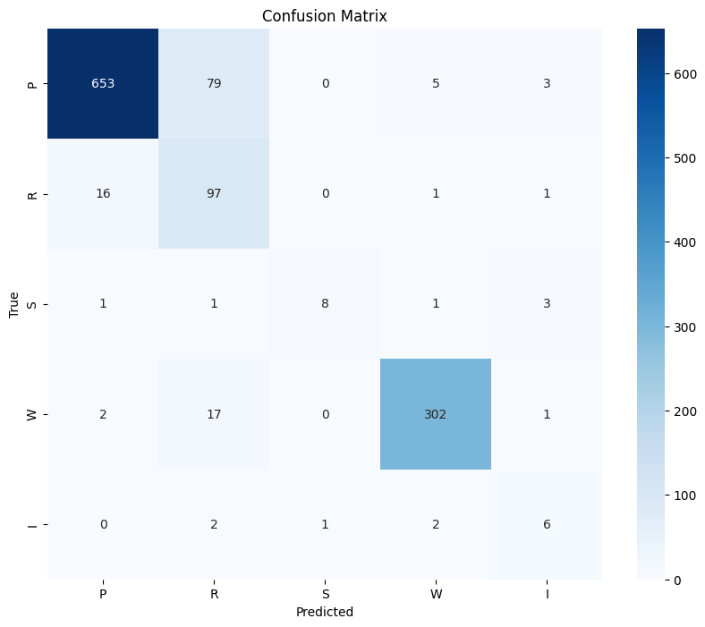 Confusion Matrix
P 653 79 0 5 3
R 16 97 0 1 1
S 1 1 8 1 3
W 2 17 0 302 1
I 0 2 1 2 6
P R S W I
Predicted
True
600
500
400
300
200
100
0